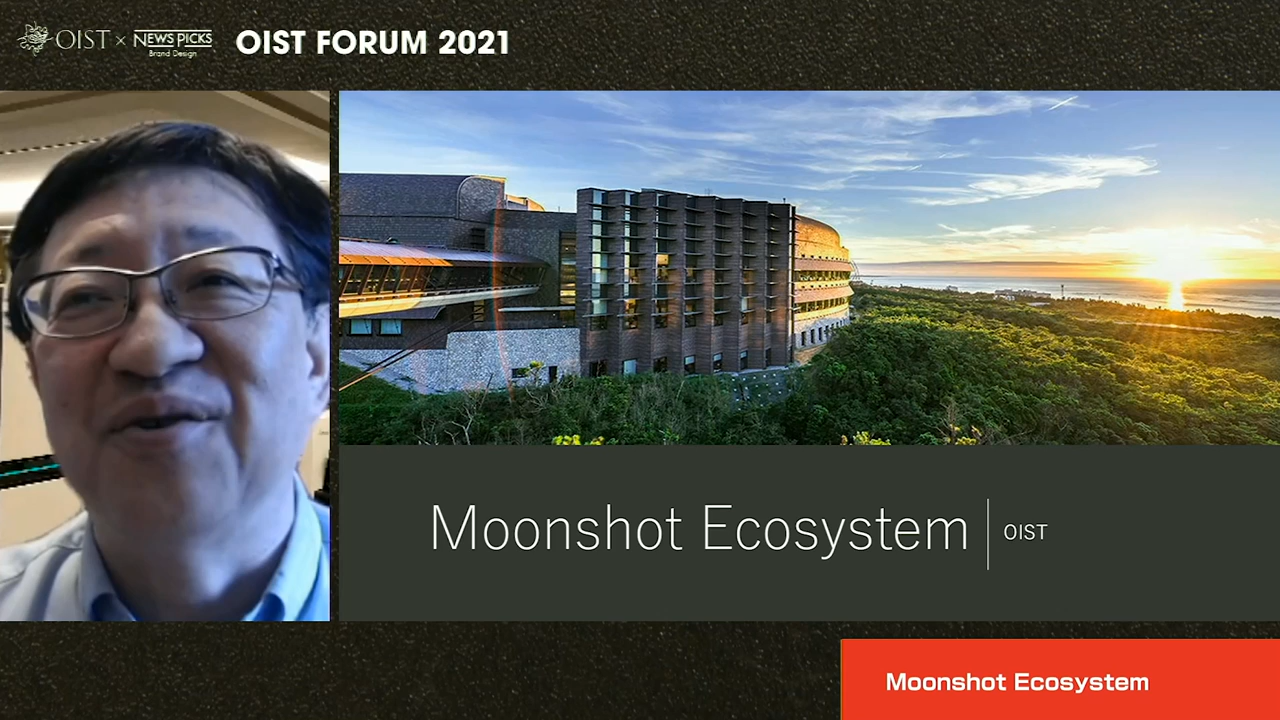 OIST × NEWS PICKS
Brand Design
OIST FORUM 2021
Moonshot Ecosystem
OIST
Moonshot Ecosystem